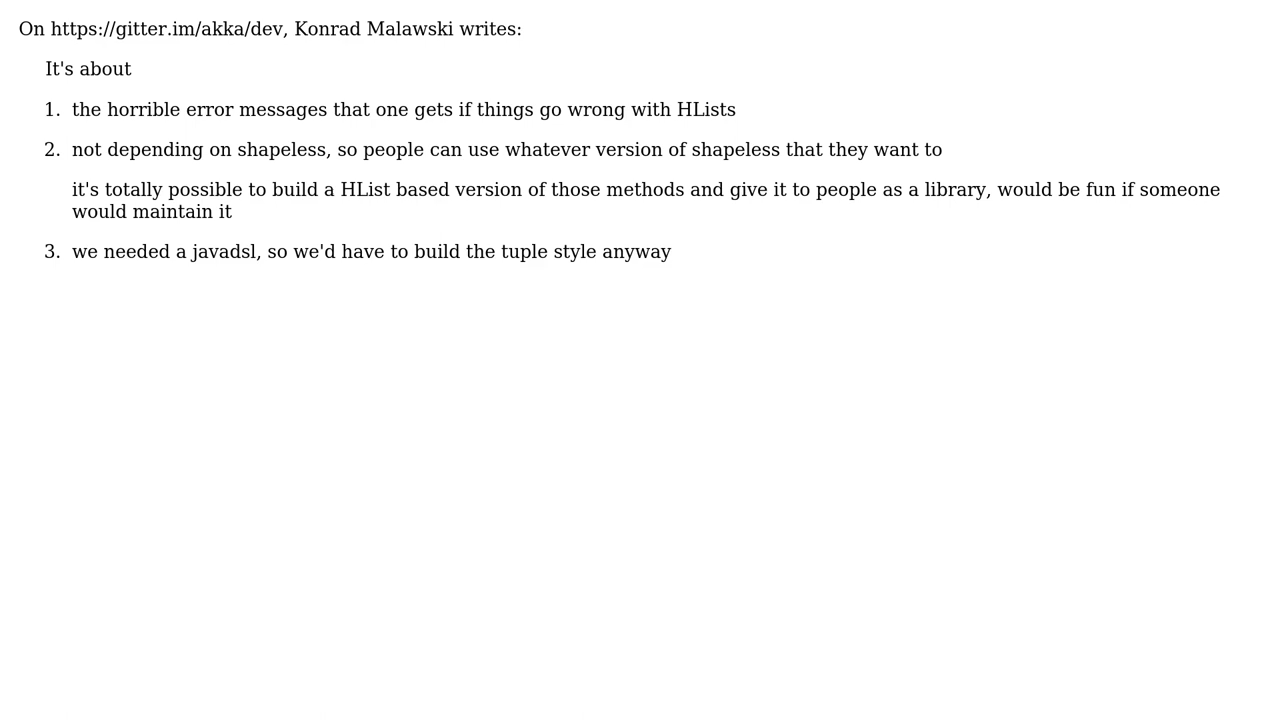 On https://gitter.im/akka/dev, Konrad Malawski writes:
It's about
1. the horrible error messages that one gets if things go wrong with HLists
2. not depending on shapeless, so people can use whatever version of shapeless that they want to
it's totally possible to build a HList based version of those methods and give it to people as a library, would be fun if someone
would maintain it
3. we needed a javadsl, so we'd have to build the tuple style anyway